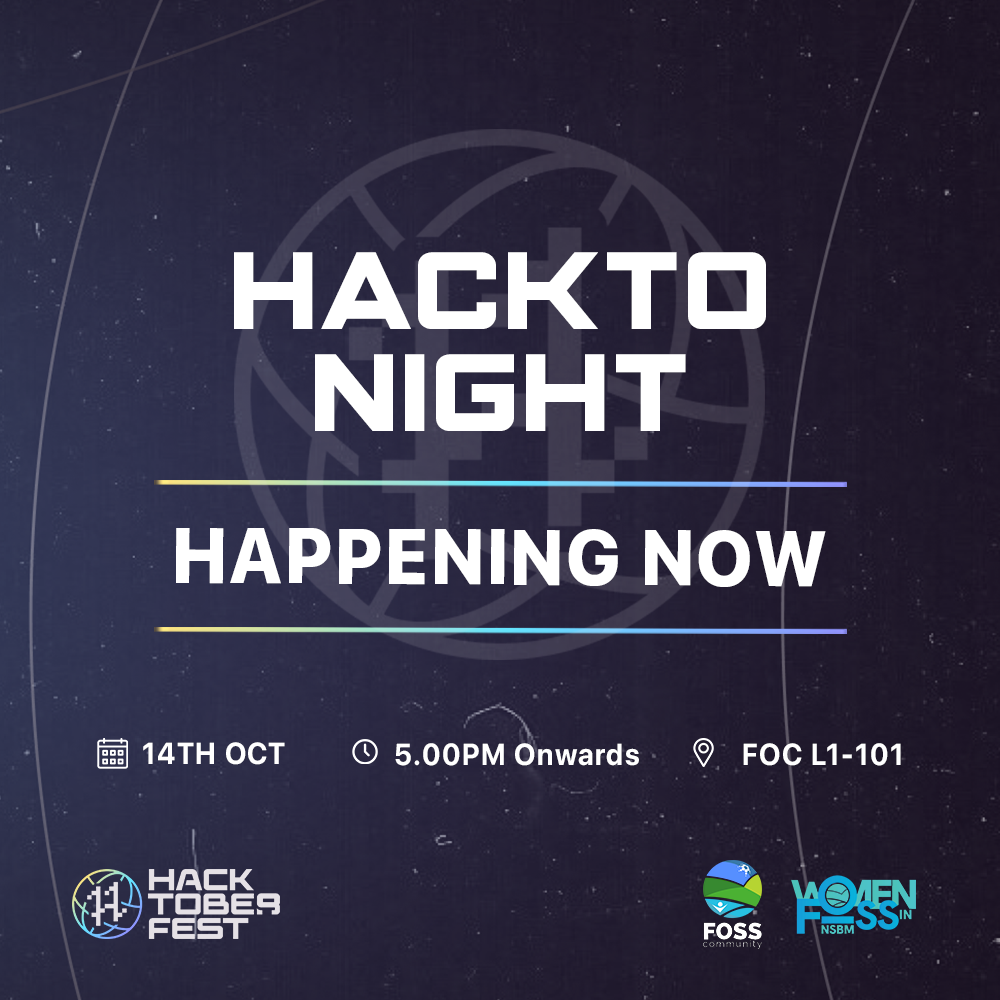 HACKTO
NIGHT
HAPPENING NOW
14TH OCT
5.00PM Onwards
FOC L1-101
11
HACK
TOBER
FEST
FOSS
community
WOMEN
FOSS IN
NSBM